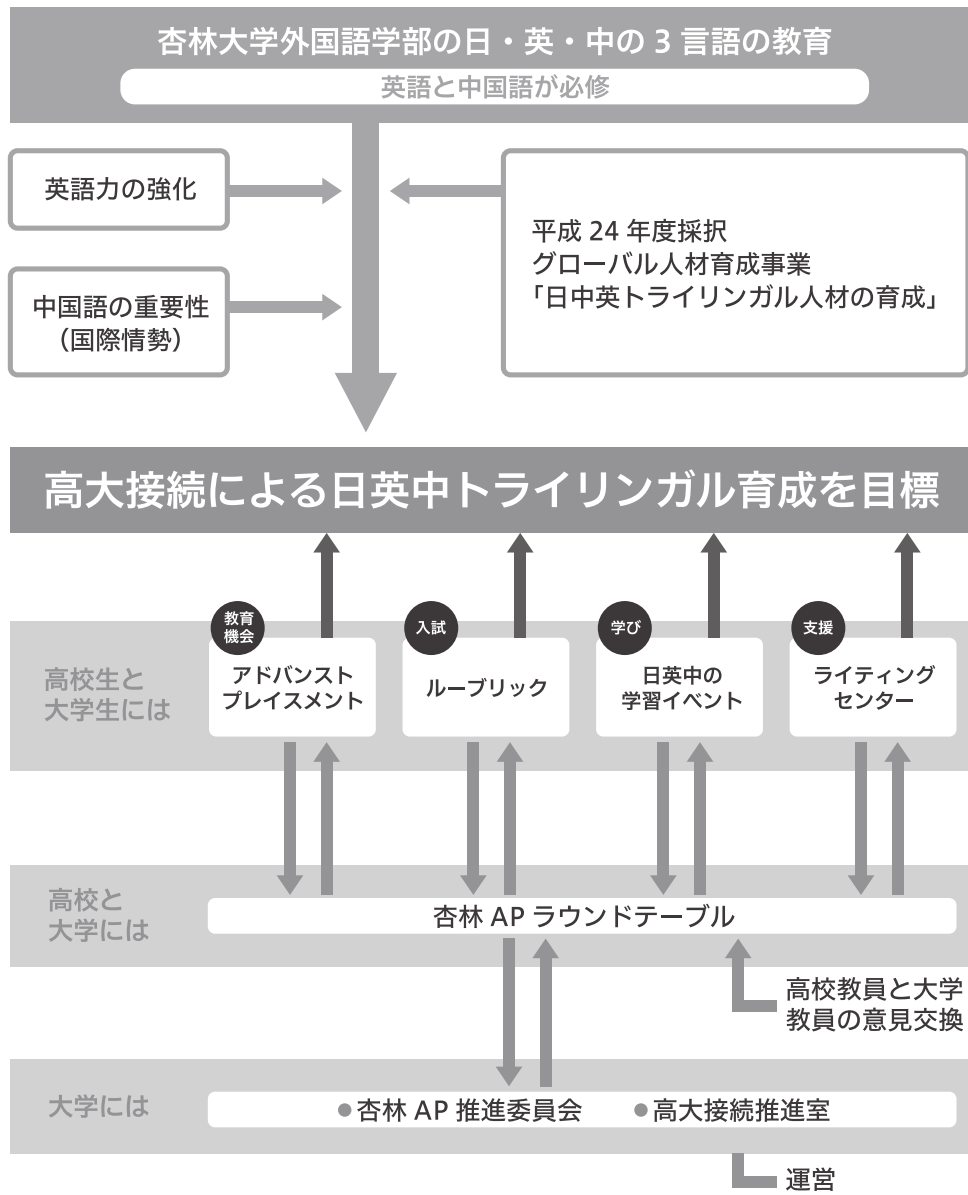 杏林大学外国語学部の日・英・中の3言語の教育
英語と中国語が必修
英語力の強化
中国語の重要性
（国際情勢）
平成 24 年度採択
グローバル人材育成事業
「日中英トライリンガル人材の育成」
高大接続による日英中トライリンガル育成を目標
高校生と
大学生には
教育
機会
アドバンスト
プレイスメント
入試
ルーブリック
学び
日英中の
学習イベント
支援
ライティング
センター
高校と
大学には
杏林 AP ラウンドテーブル
高校教員と大学
教員の意見交換
大学には
●杏林 AP 推進委員会
●高大接続推進室
運営